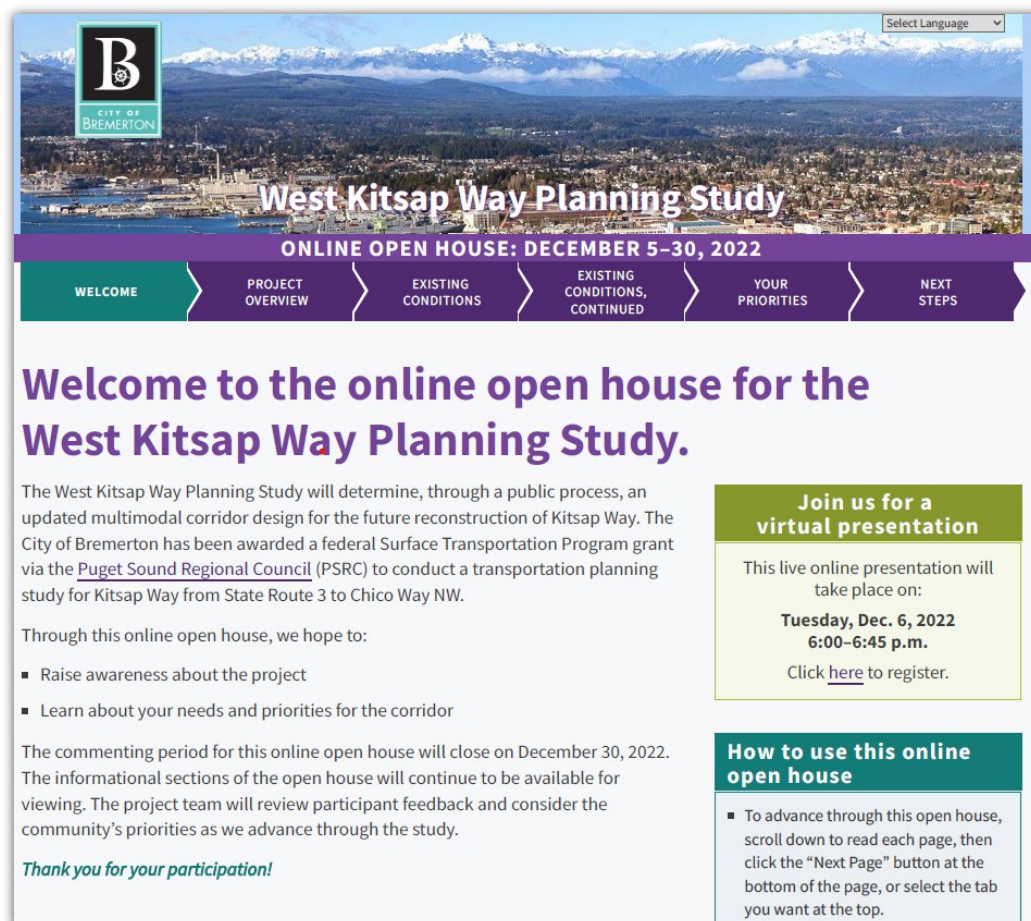 Select Language
B
CITY OF
BREMERTON
West Kitsap Way Planning Study
ONLINE OPEN HOUSE: DECEMBER 5–30, 2022
WELCOME
PROJECT
OVERVIEW
EXISTING
CONDITIONS
EXISTING
CONDITIONS,
CONTINUED
YOUR
PRIORITIES
NEXT
STEPS
Welcome to the online open house for the
West Kitsap Way Planning Study.
The West Kitsap Way Planning Study will determine, through a public process, an
updated multimodal corridor design for the future reconstruction of Kitsap Way. The
City of Bremerton has been awarded a federal Surface Transportation Program grant
via the Puget Sound Regional Council (PSRC) to conduct a transportation planning
study for Kitsap Way from State Route 3 to Chico Way NW.
Through this online open house, we hope to:
▪ Raise awareness about the project
▪ Learn about your needs and priorities for the corridor
The commenting period for this online open house will close on December 30, 2022.
The informational sections of the open house will continue to be available for
viewing. The project team will review participant feedback and consider the
community’s priorities as we advance through the study.
Thank you for your participation!
Join us for a
virtual presentation
This live online presentation will
take place on:
Tuesday, Dec. 6, 2022
6:00–6:45 p.m.
Click here to register.
How to use this online
open house
▪ To advance through this open house,
scroll down to read each page, then
click the “Next Page” button at the
bottom of the page, or select the tab
you want at the top.